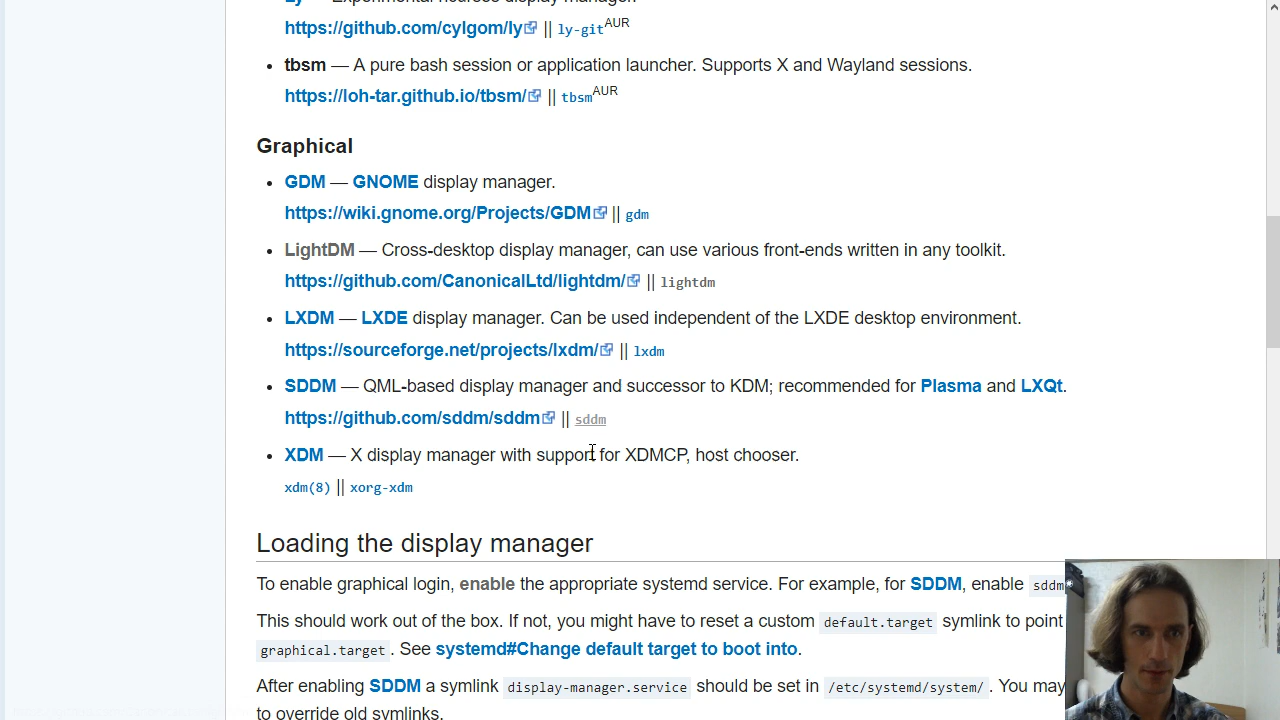 Ly — Experimental ncurses display manager.
https://github.com/cylgom/ly || ly-gitAUR
• tbsm — A pure bash session or application launcher. Supports X and Wayland sessions.
https://loh-tar.github.io/tbsm/ || tbsmAUR
Graphical
• GDM — GNOME display manager.
https://wiki.gnome.org/Projects/GDM || gdm
• LightDM — Cross-desktop display manager, can use various front-ends written in any toolkit.
https://github.com/CanonicalLtd/lightdm/ || lightdm
• LXDM — LXDE display manager. Can be used independent of the LXDE desktop environment.
https://sourceforge.net/projects/lxdm/ || lxdm
• SDDM — QML-based display manager and successor to KDM; recommended for Plasma and LXQt.
https://github.com/sddm/sddm || sddm
• XDM — X display manager with support for XDMCP, host chooser.
xdm(8) || xorg-xdm
Loading the display manager
To enable graphical login, enable the appropriate systemd service. For example, for SDDM, enable sddm
This should work out of the box. If not, you might have to reset a custom default.target symlink to point
graphical.target. See systemd#Change default target to boot into.
After enabling SDDM a symlink display-manager.service should be set in /etc/systemd/system/. You may
to override old symlinks.